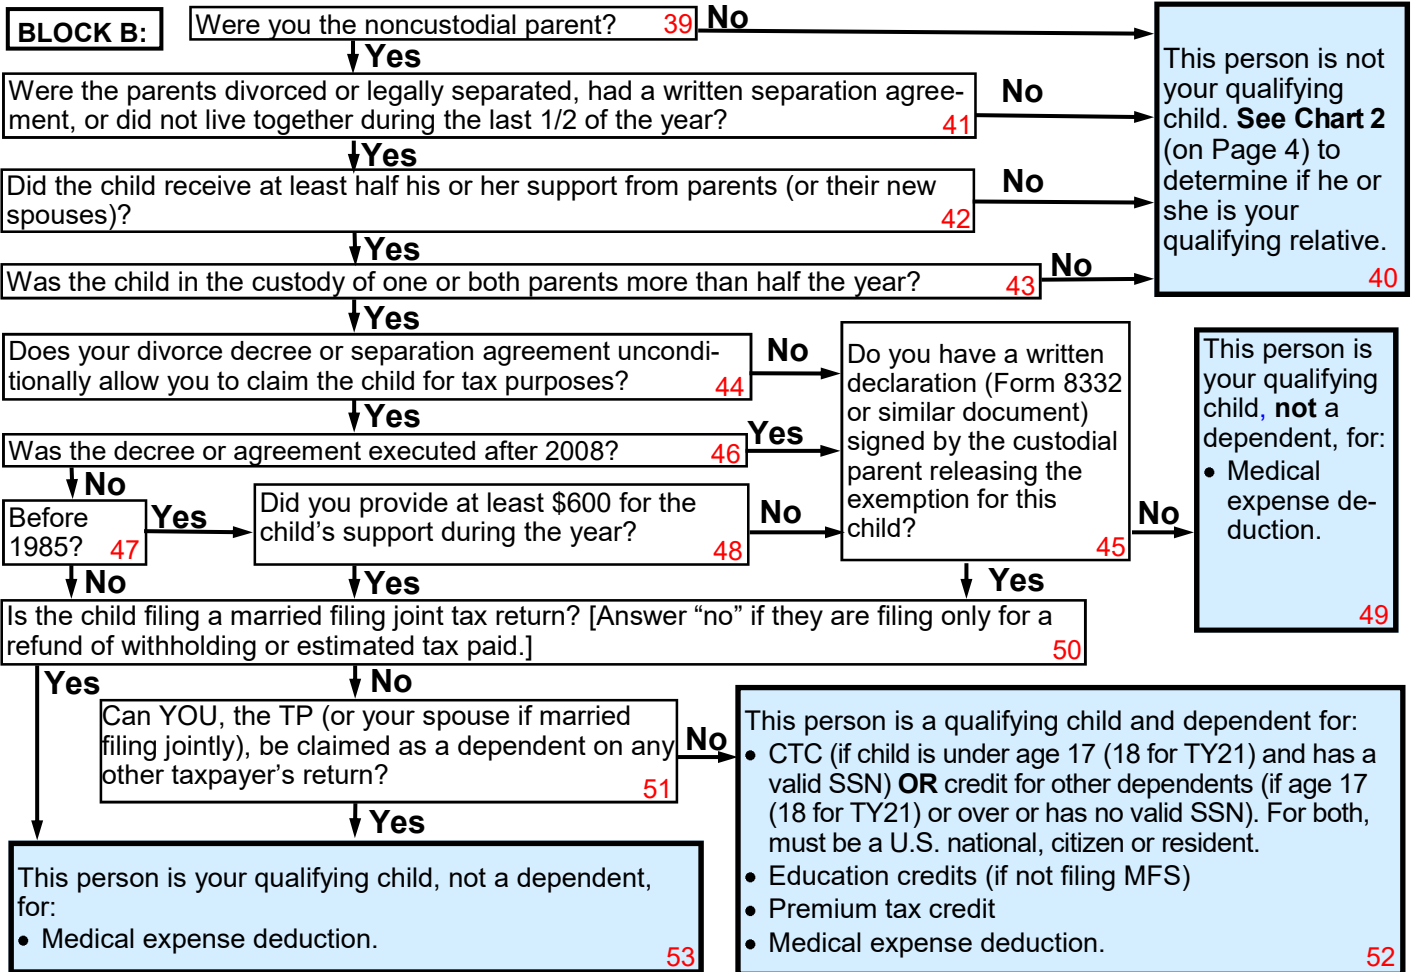 BLOCK B:
Were you the noncustodial parent? 39
No
Yes
Were the parents divorced or legally separated, had a written separation agree-
ment, or did not live together during the last 1/2 of the year? 41
No
Yes
Did the child receive at least half his or her support from parents (or their new
spouses)? 42
No
Yes
Was the child in the custody of one or both parents more than half the year? 43
No
Yes
This person is not
your qualifying
child. See Chart 2
(on Page 4) to
determine if he or
she is your
qualifying relative.
40
Does your divorce decree or separation agreement uncondi-
tionally allow you to claim the child for tax purposes? 44
No
Yes
Was the decree or agreement executed after 2008? 46
Yes
No
Before
1985? 47
Yes
No
Did you provide at least $600 for the
child’s support during the year? 48
No
Yes
Do you have a written
declaration (Form 8332
or similar document)
signed by the custodial
parent releasing the
exemption for this
child?
45
No
Yes
This person is
your qualifying
child, not a
dependent, for:
• Medical
expense de-
duction.
49
Is the child filing a married filing joint tax return? [Answer “no” if they are filing only for a
refund of withholding or estimated tax paid.] 50
Yes
No
Can YOU, the TP (or your spouse if married
filing jointly), be claimed as a dependent on any
other taxpayer’s return?
51
No
Yes
This person is a qualifying child and dependent for:
• CTC (if child is under age 17 (18 for TY21) and has a
valid SSN) OR credit for other dependents (if age 17
(18 for TY21) or over or has no valid SSN). For both,
must be a U.S. national, citizen or resident.
• Education credits (if not filing MFS)
• Premium tax credit
• Medical expense deduction.
52
This person is your qualifying child, not a dependent,
for:
• Medical expense deduction.
53